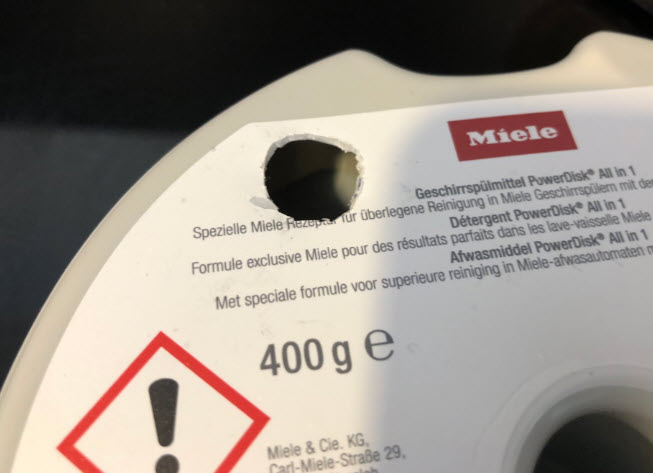 Miele
Geschirrspülmittel PowerDisk® All in 1
Spezielle Miele Rezeptur für überlegene Reinigung in Miele Geschirrspülern mit
Détergent PowerDisk® All in 1
Formule exclusive Miele pour des résultats parfaits dans les lave-vaisselle Miele
Afwasmiddel PowerDisk® All in 1
Met speciale formule voor superieure reiniging in Miele-afwasautomaten
400 g ℮
Miele & Cie. KG,
Carl-Miele-Straße 29,